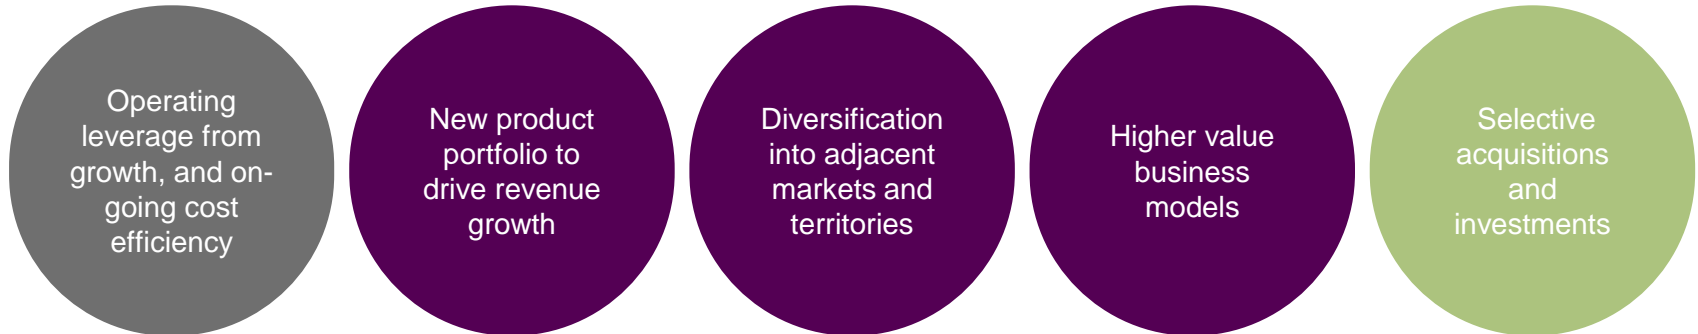 Operating
leverage from
growth, and on-
going cost
efficiency
New product
portfolio to
drive revenue
growth
Diversification
into adjacent
markets and
territories
Higher value
business
models
Selective
acquisitions
and
investments